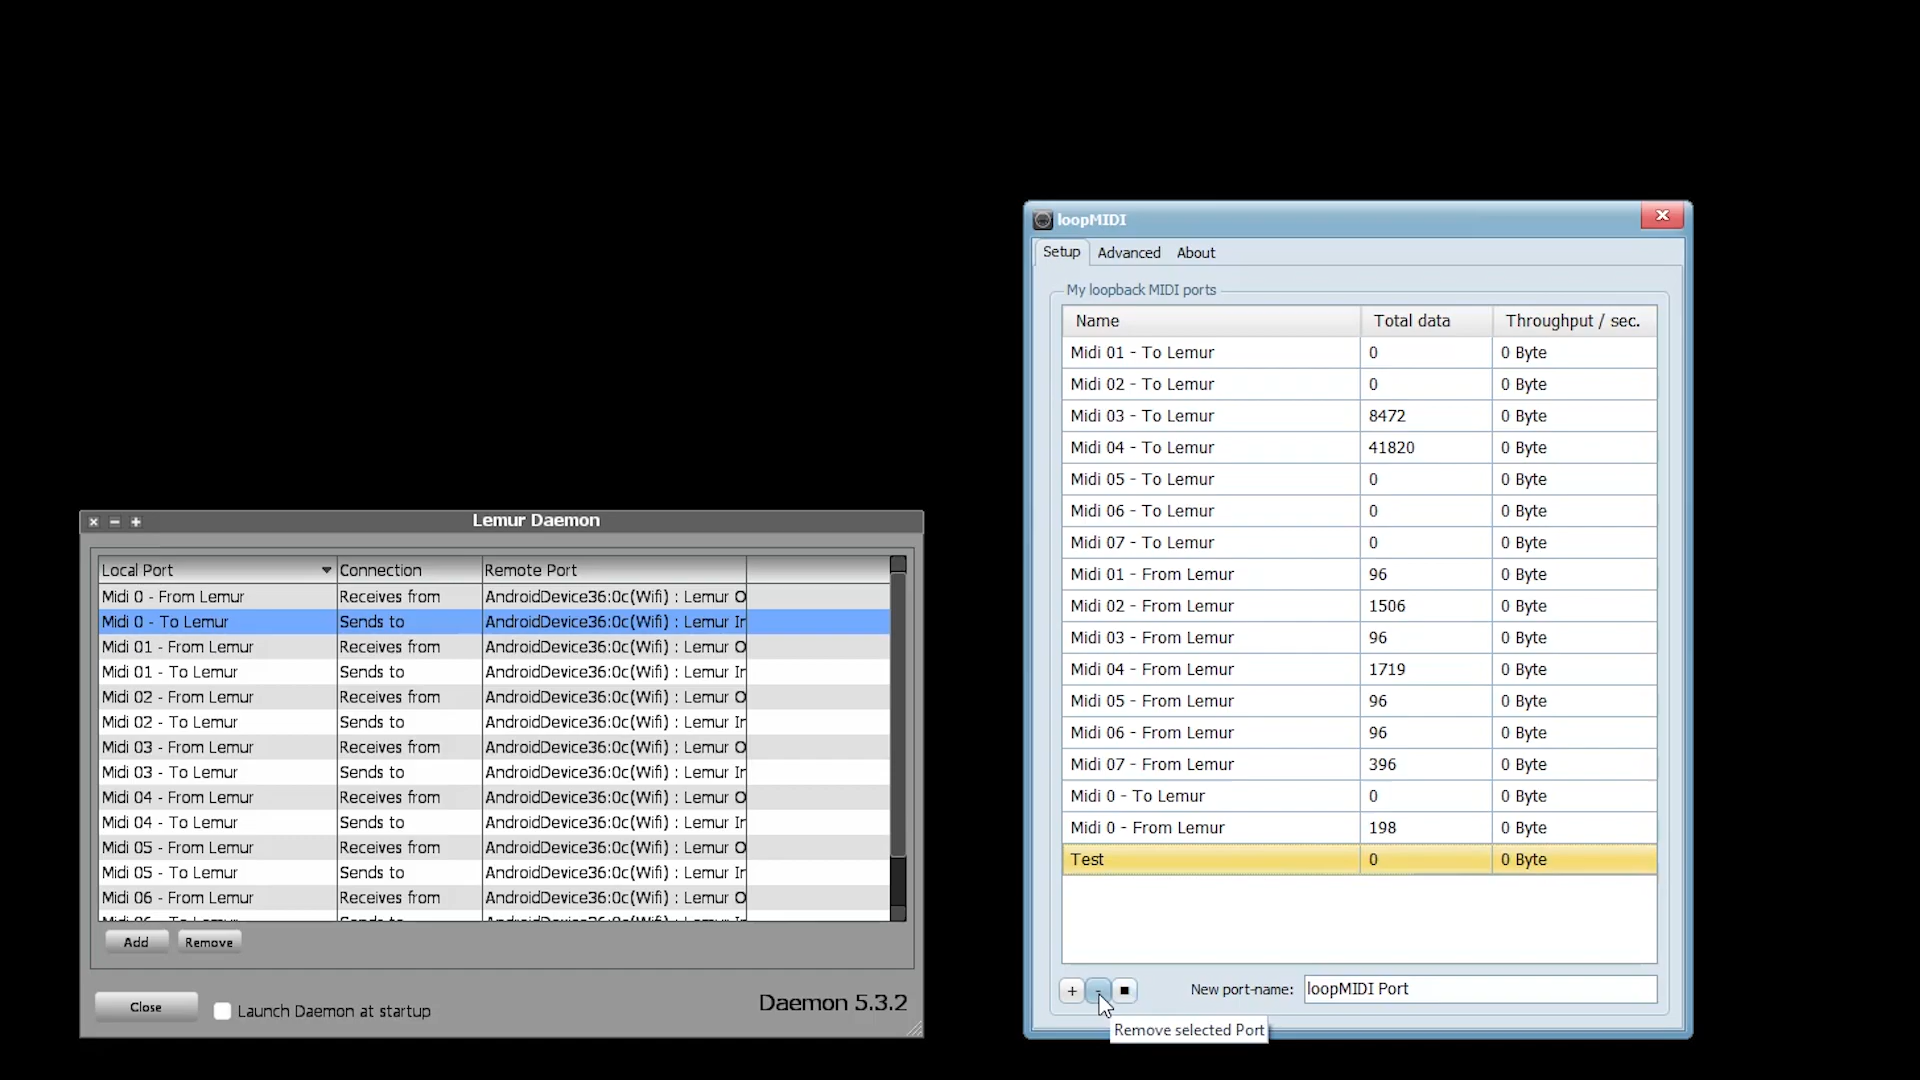 Lemur Daemon
Local Port Connection Remote Port
Midi 0 - From Lemur Receives from AndroidDevice36:0c(Wifi) : Lemur O
Midi 0 - To Lemur Sends to AndroidDevice36:0c(Wifi) : Lemur In
Midi 01 - From Lemur Receives from AndroidDevice36:0c(Wifi) : Lemur O
Midi 01 - To Lemur Sends to AndroidDevice36:0c(Wifi) : Lemur In
Midi 02 - From Lemur Receives from AndroidDevice36:0c(Wifi) : Lemur O
Midi 02 - To Lemur Sends to AndroidDevice36:0c(Wifi) : Lemur In
Midi 03 - From Lemur Receives from AndroidDevice36:0c(Wifi) : Lemur O
Midi 03 - To Lemur Sends to AndroidDevice36:0c(Wifi) : Lemur In
Midi 04 - From Lemur Receives from AndroidDevice36:0c(Wifi) : Lemur O
Midi 04 - To Lemur Sends to AndroidDevice36:0c(Wifi) : Lemur In
Midi 05 - From Lemur Receives from AndroidDevice36:0c(Wifi) : Lemur O
Midi 05 - To Lemur Sends to AndroidDevice36:0c(Wifi) : Lemur In
Midi 06 - From Lemur Receives from AndroidDevice36:0c(Wifi) : Lemur O
Add Remove
Close Launch Daemon at startup Daemon 5.3.2
loopMIDI
Setup Advanced About
My loopback MIDI ports
Name Total data Throughput / sec.
Midi 01 - To Lemur 0 0 Byte
Midi 02 - To Lemur 0 0 Byte
Midi 03 - To Lemur 8472 0 Byte
Midi 04 - To Lemur 41820 0 Byte
Midi 05 - To Lemur 0 0 Byte
Midi 06 - To Lemur 0 0 Byte
Midi 07 - To Lemur 0 0 Byte
Midi 01 - From Lemur 96 0 Byte
Midi 02 - From Lemur 1506 0 Byte
Midi 03 - From Lemur 96 0 Byte
Midi 04 - From Lemur 1719 0 Byte
Midi 05 - From Lemur 96 0 Byte
Midi 06 - From Lemur 96 0 Byte
Midi 07 - From Lemur 396 0 Byte
Midi 0 - To Lemur 0 0 Byte
Midi 0 - From Lemur 198 0 Byte
Test 0 0 Byte
+ - New port-name: loopMIDI Port
Remove selected Port